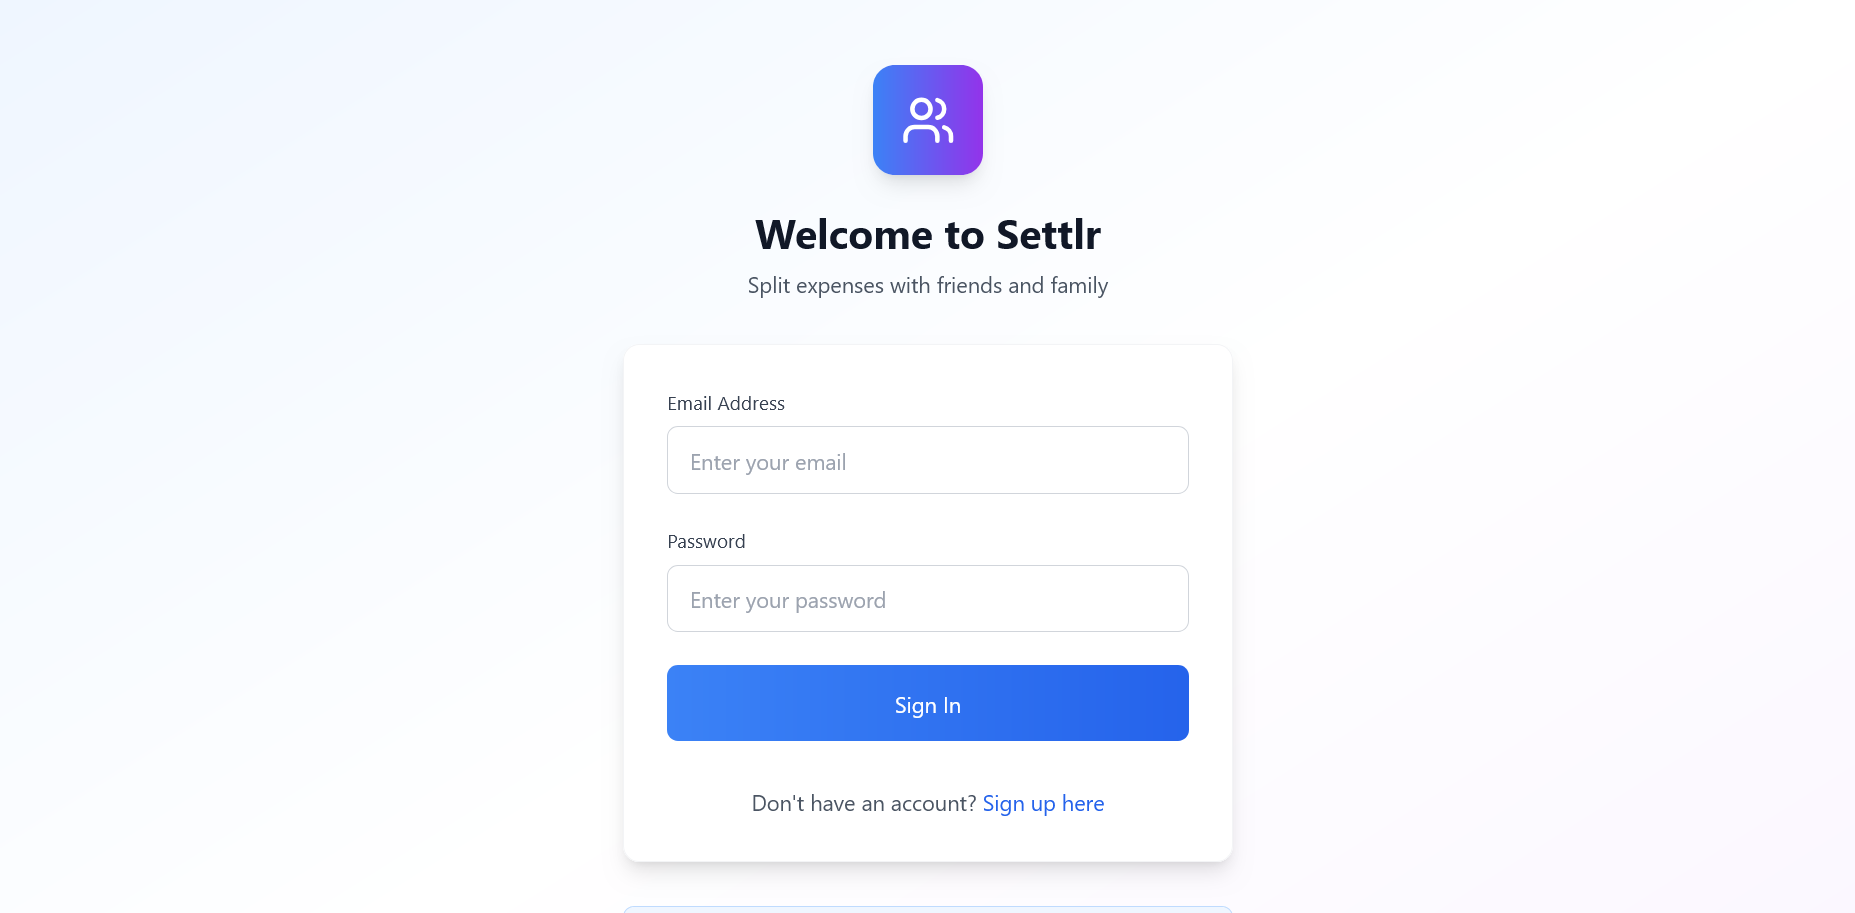 Welcome to Settlr
Split expenses with friends and family
Email Address
Enter your email
Password
Enter your password
Sign In
Don't have an account? Sign up here